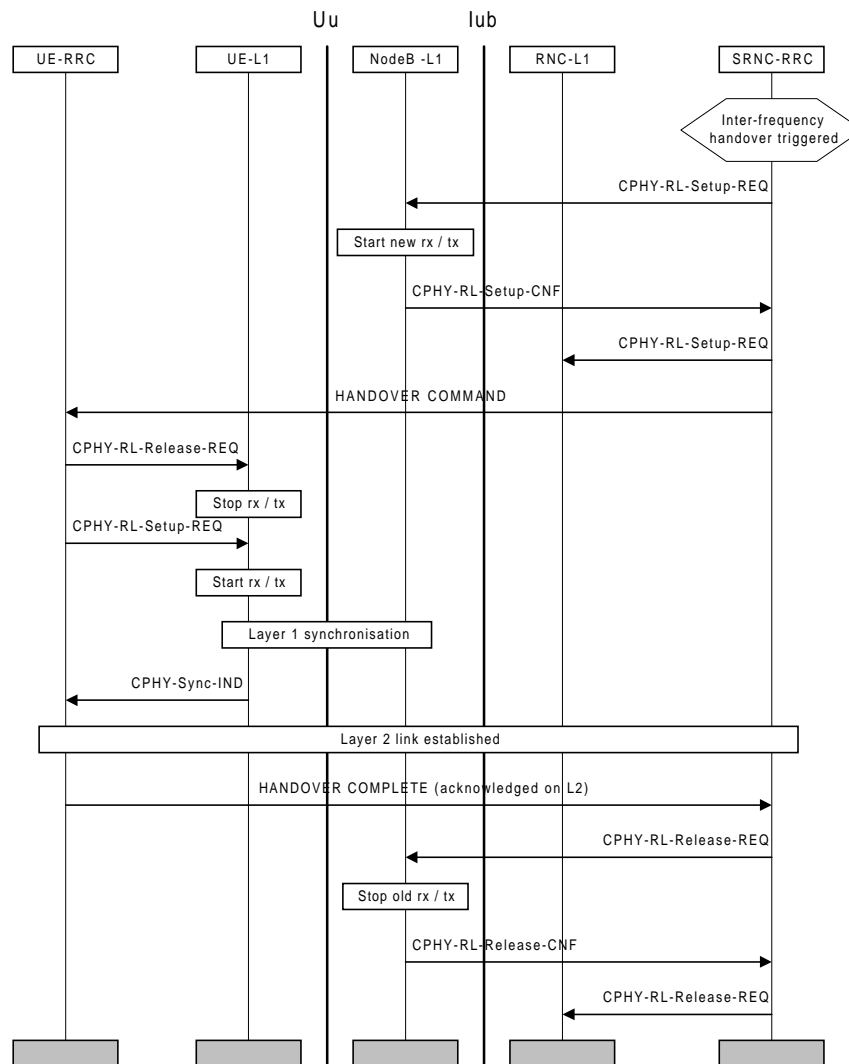 Uu Iub
UE-RRC UE-L1 NodeB -L1 RNC-L1 SRNC-RRC
Inter-frequency
handover triggered
CPHY-RL-Setup-REQ
Start new rx / tx
CPHY-RL-Setup-CNF
CPHY-RL-Setup-REQ
HANDOVER COMMAND
CPHY-RL-Release-REQ
Stop rx / tx
CPHY-RL-Setup-REQ
Start rx / tx
Layer 1 synchronisation
CPHY-Sync-IND
Layer 2 link established
HANDOVER COMPLETE (acknowledged on L2)
CPHY-RL-Release-REQ
Stop old rx / tx
CPHY-RL-Release-CNF
CPHY-RL-Release-REQ